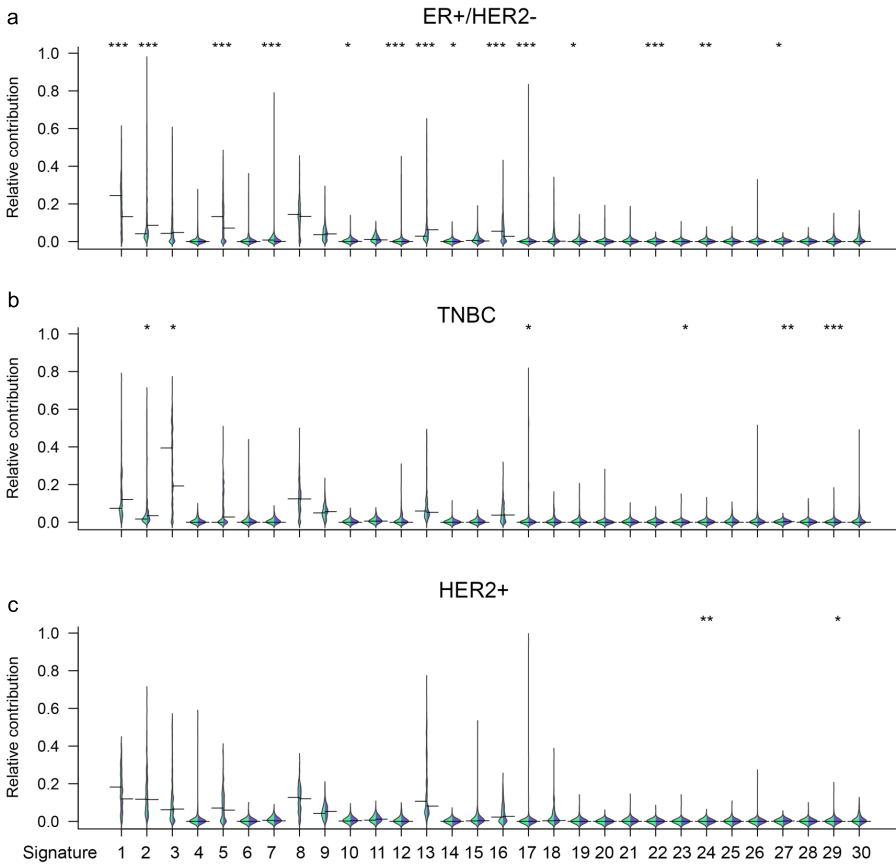 a
ER+/HER2-
*** *** *** *** * *** *** * *** *** * *** ** *
Relative contribution
1.0
0.8
0.6
0.4
0.2
0.0
b
TNBC
* * * * ** ***
Relative contribution
1.0
0.8
0.6
0.4
0.2
0.0
c
HER2+
** *
Relative contribution
1.0
0.8
0.6
0.4
0.2
0.0
Signature 1 2 3 4 5 6 7 8 9 10 11 12 13 14 15 16 17 18 19 20 21 22 23 24 25 26 27 28 29 30